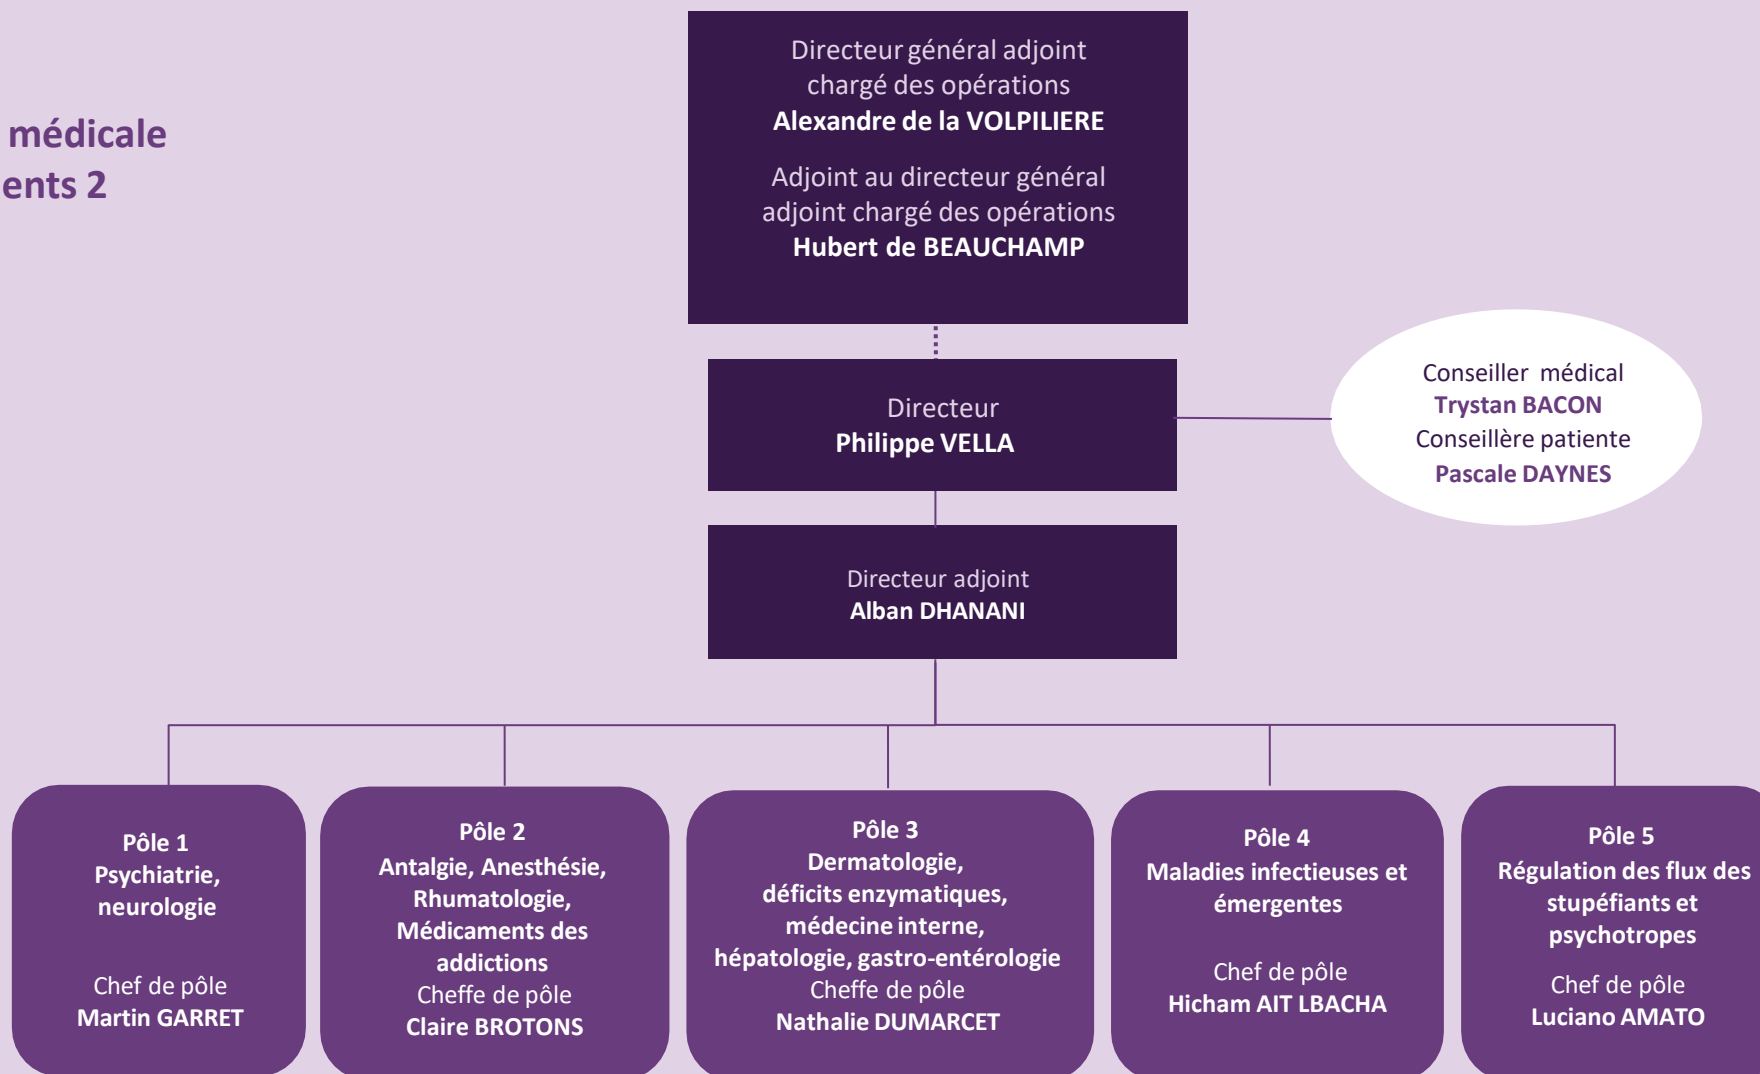 médicale
ents 2
Directeur général adjoint
chargé des opérations
Alexandre de la VOLPILIERE
Adjoint au directeur général
adjoint chargé des opérations
Hubert de BEAUCHAMP
Directeur
Philippe VELLA
Conseiller médical
Trystan BACON
Conseillère patiente
Pascale DAYNES
Directeur adjoint
Alban DHANANI
Pôle 1
Psychiatrie,
neurologie
Chef de pôle
Martin GARRET
Pôle 2
Antalgie, Anesthésie,
Rhumatologie,
Médicaments des
addictions
Cheffe de pôle
Claire BROTONS
Pôle 3
Dermatologie,
déficits enzymatiques,
médecine interne,
hépatologie, gastro-entérologie
Cheffe de pôle
Nathalie DUMARCET
Pôle 4
Maladies infectieuses et
émergentes
Chef de pôle
Hicham AIT LBACHA
Pôle 5
Régulation des flux des
stupéfiants et
psychotropes
Chef de pôle
Luciano AMATO